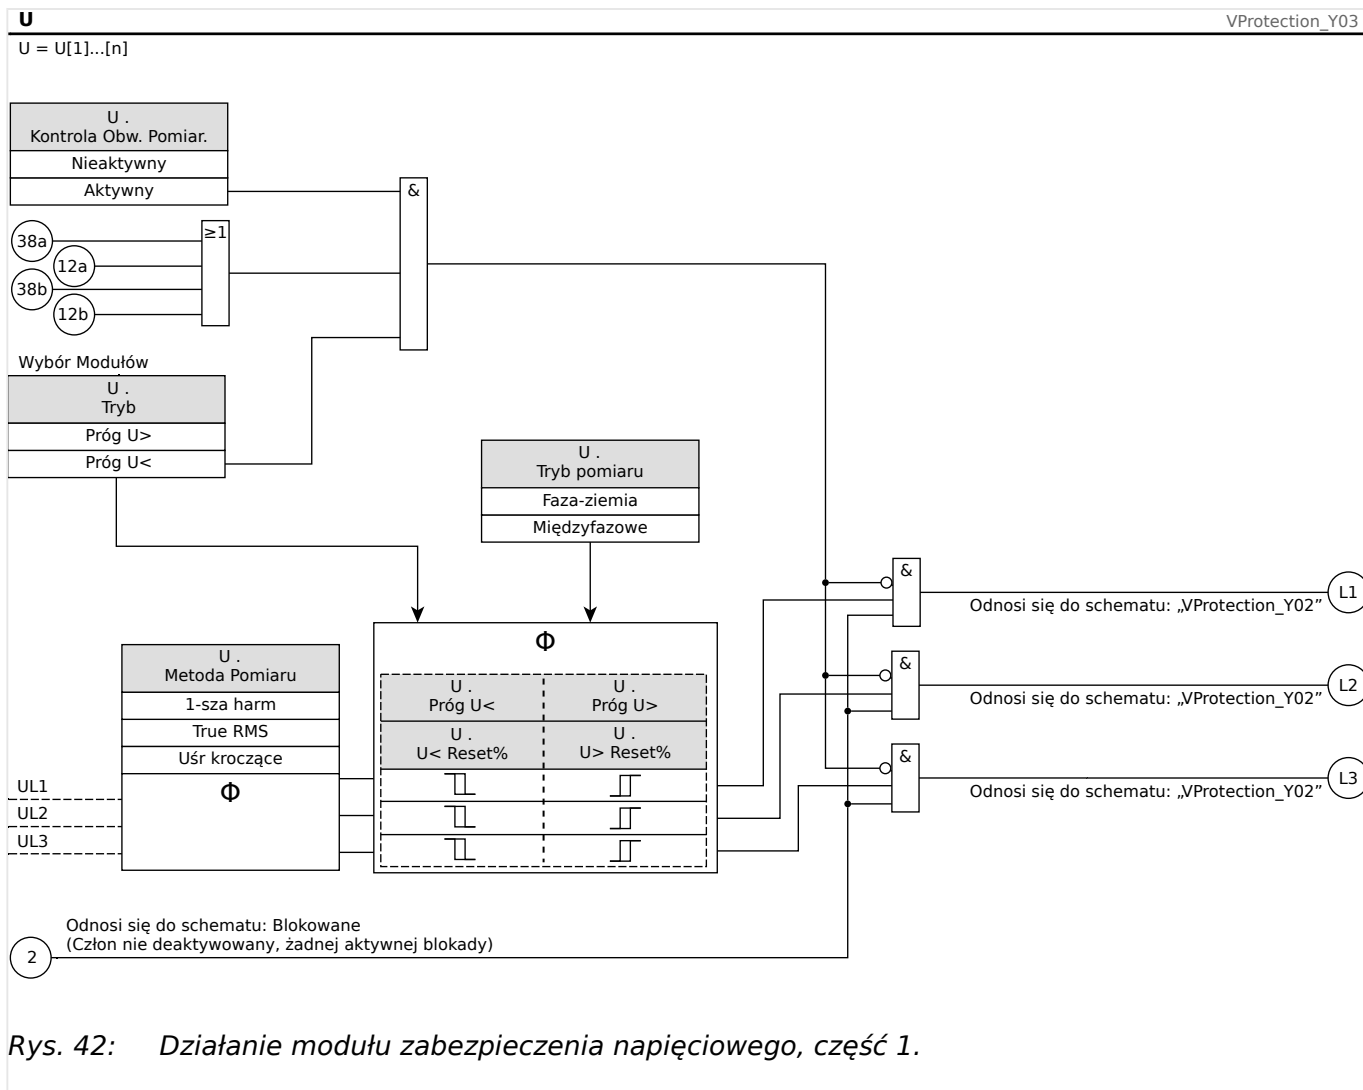 U
VProtection_Y03
U = U[1]...[n]
U .
Kontrola Obw. Pomiar.
Nieaktywny
Aktywny
&
38a
12a
38b
12b
≥1
Wybór Modułów
U .
Tryb
Próg U>
Próg U<
U .
Tryb pomiaru
Faza-ziemia
Międzyfazowe
&
L1
Odnosi się do schematu: „VProtection_Y02”
&
L2
Odnosi się do schematu: „VProtection_Y02”
&
L3
Odnosi się do schematu: „VProtection_Y02”
U .
Metoda Pomiaru
1-sza harm
True RMS
Uśr kroczące
Φ
UL1
UL2
UL3
Φ
U .
Próg U<
U .
Próg U>
U .
U< Reset%
U .
U> Reset%
Odnosi się do schematu: Blokowane
(Człon nie deaktywowany, żadnej aktywnej blokady)
2
Rys. 42: Działanie modułu zabezpieczenia napięciowego, część 1.